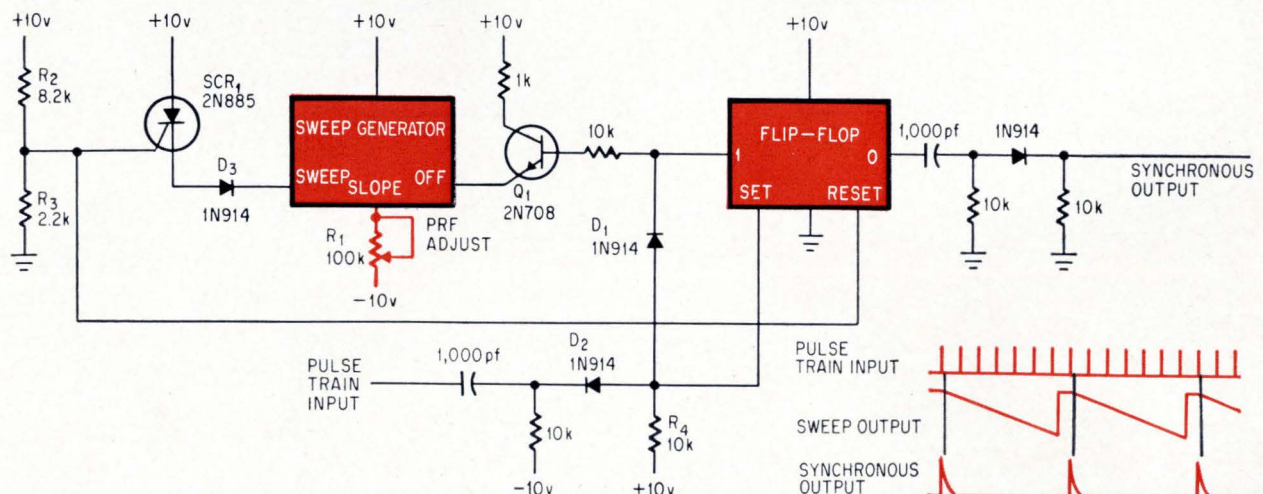 +10v
+10v
+10v
+10v
+10v
R2
8.2k
SCR1
2N885
1k
SWEEP GENERATOR
SWEEP
SLOPE
OFF
D3
1N914
R3
2.2k
R1
100k
PRF
ADJUST
-10v
10k
Q1
2N708
FLIP-FLOP
1
0
SET
RESET
1,000pf
1N914
10k
10k
SYNCHRONOUS
OUTPUT
D1
1N914
PULSE
TRAIN
INPUT
1,000pf
D2
1N914
10k
-10v
R4
10k
+10v
PULSE
TRAIN INPUT
SWEEP OUTPUT
SYNCHRONOUS
OUTPUT